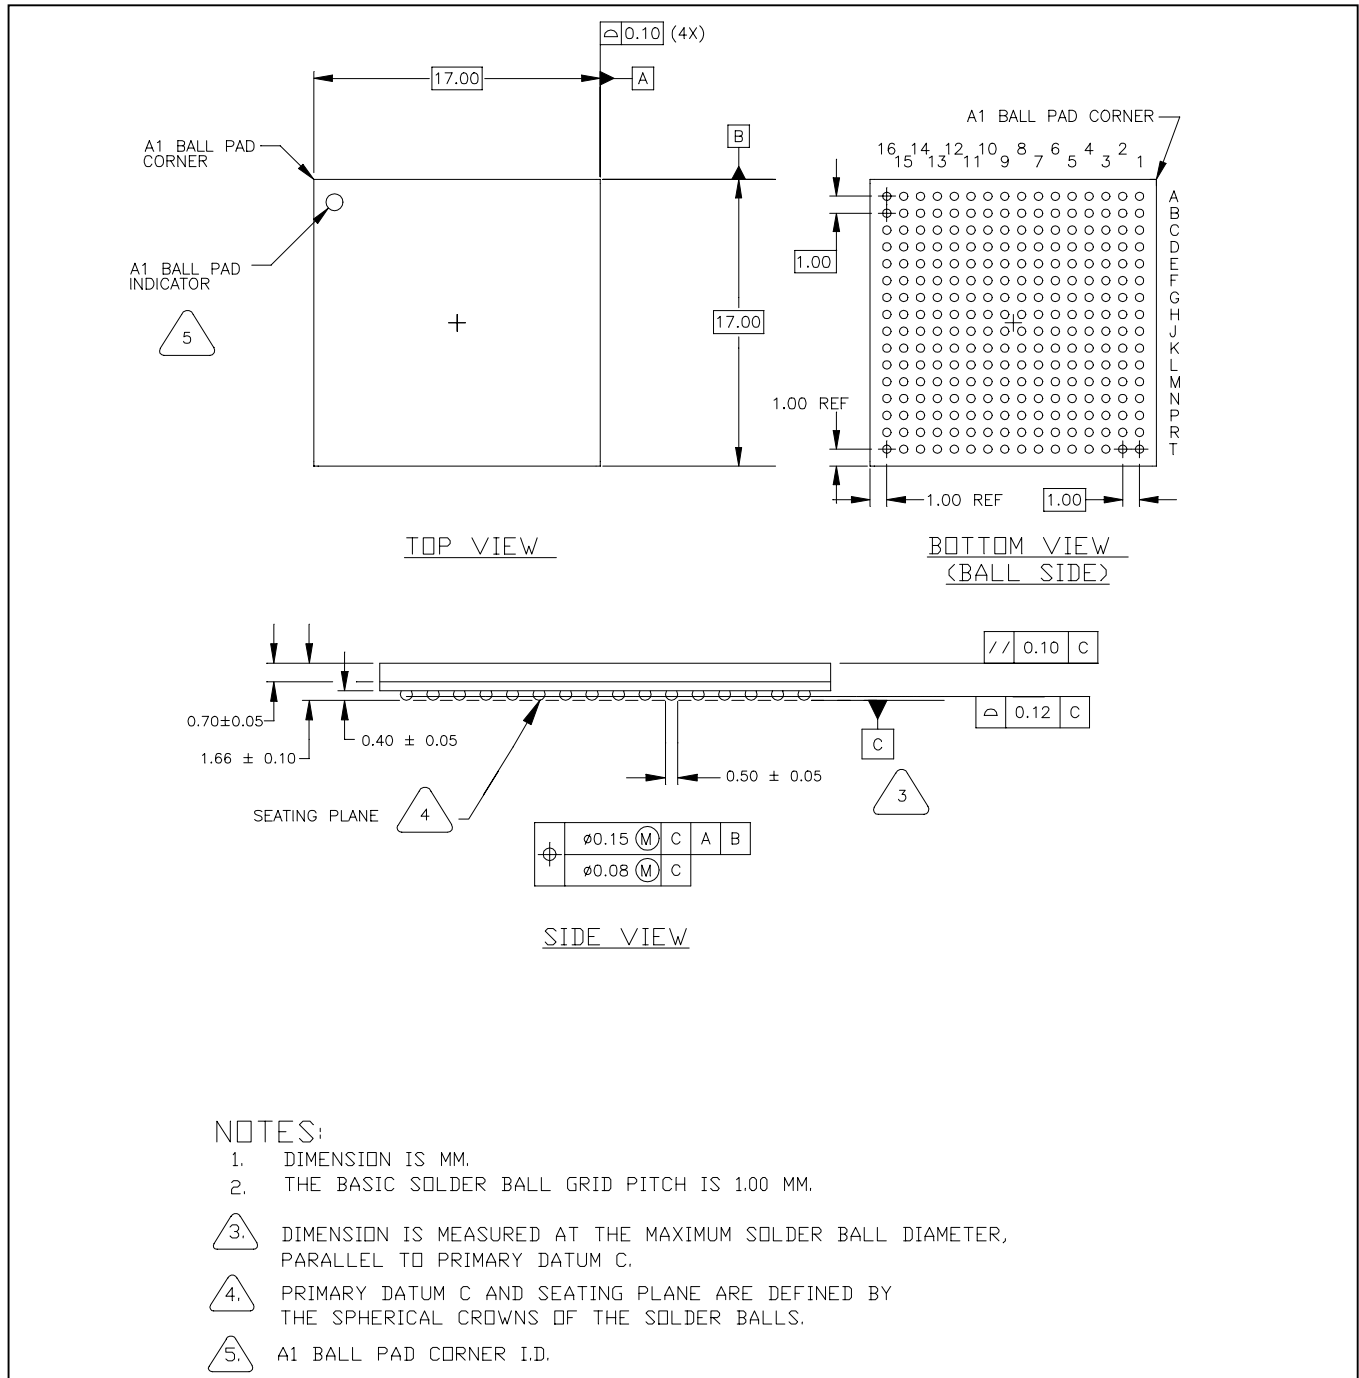 0.10 (4X)
17.00
A
A1 BALL PAD
CORNER
B
A1 BALL PAD
INDICATOR
5
17.00
TOP VIEW
A1 BALL PAD CORNER
16 15 14 13 12 11 10 9 8 7 6 5 4 3 2 1
A
B
C
D
E
F
G
H
J
K
L
M
N
P
R
T
1.00
1.00 REF
1.00 REF
1.00
BOTTOM VIEW
(BALL SIDE)
// 0.10 C
0.12 C
0.70±0.05
1.66 ± 0.10
0.40 ± 0.05
C
0.50 ± 0.05
3
SEATING PLANE
4
ø0.15 M C A B
ø0.08 M C
SIDE VIEW
NOTES:
1. DIMENSION IS MM.
2. THE BASIC SOLDER BALL GRID PITCH IS 1.00 MM.
3. DIMENSION IS MEASURED AT THE MAXIMUM SOLDER BALL DIAMETER,
PARALLEL TO PRIMARY DATUM C.
4. PRIMARY DATUM C AND SEATING PLANE ARE DEFINED BY
THE SPHERICAL CROWNS OF THE SOLDER BALLS.
5. A1 BALL PAD CORNER I.D.